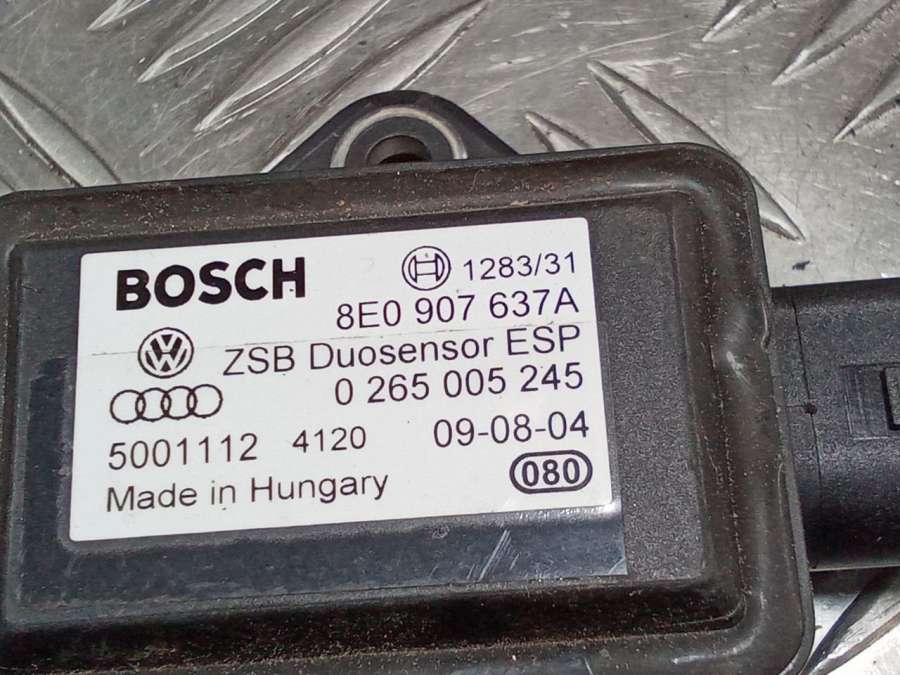 BOSCH
1283/31
8E0 907 637A
ZSB Duosensor ESP
0 265 005 245
5001112 4120 09-08-04
Made in Hungary
080